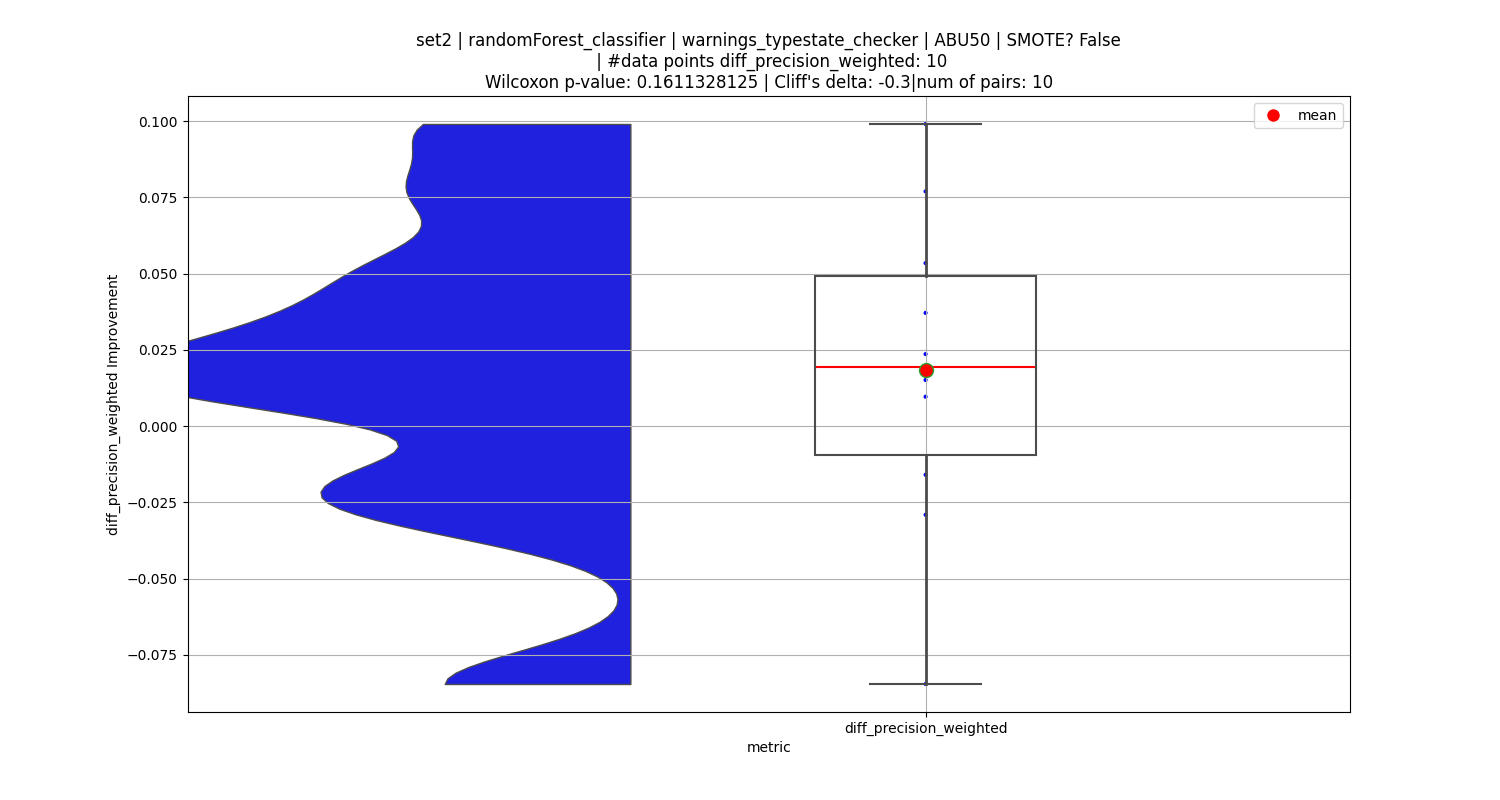 set2 | randomForest_classifier | warnings_typestate_checker | ABU50 | SMOTE? False
| #data points diff_precision_weighted: 10
Wilcoxon p-value: 0.1611328125 | Cliff's delta: -0.3|num of pairs: 10
mean
0.100
0.075
0.050
0.025
0.000
−0.025
−0.050
−0.075
diff_precision_weighted Improvement
diff_precision_weighted
metric